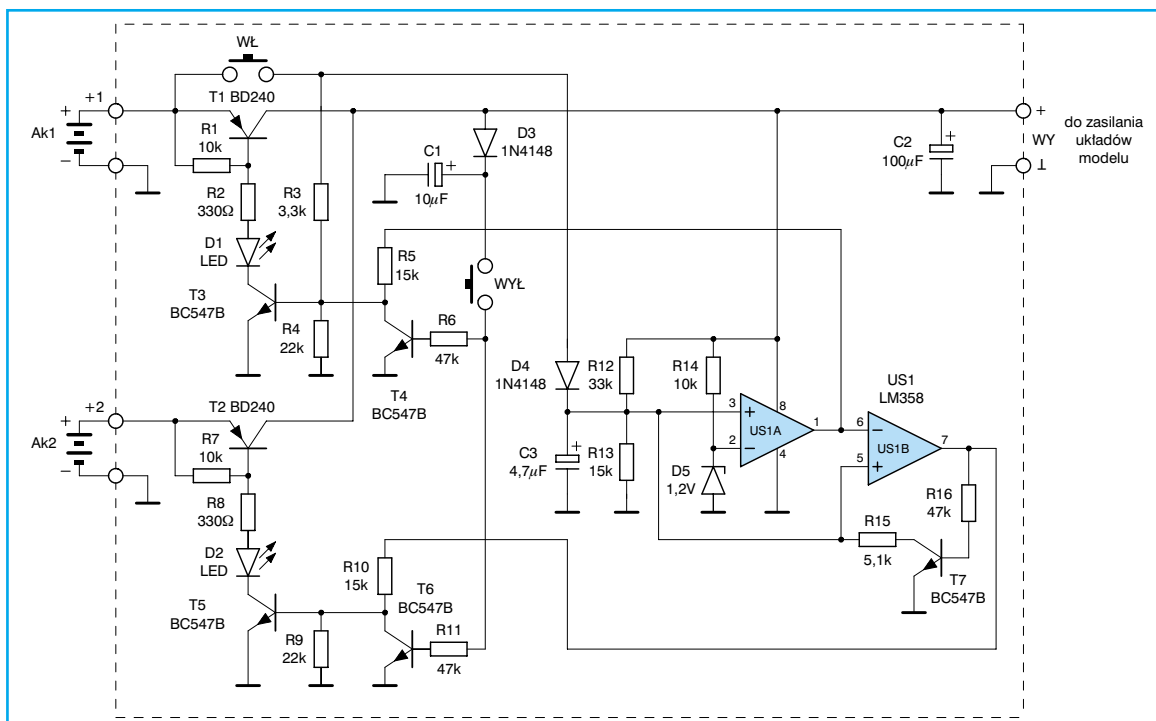 WŁ
+1
T1 BD240
+
Ak1
−
R1
10k
R2
330Ω
D1
LED
T3
BC547B
R3
3,3k
R4
22k
C1
+
10µF
D3
1N4148
R5
15k
WYŁ
R6
47k
T4
BC547B
C2
100µF
+
+
WY
⊥
do zasilania
układów
modelu
+2
T2 BD240
+
Ak2
−
R7
10k
R8
330Ω
D2
LED
T5
BC547B
R9
22k
R10
15k
T6
BC547B
R11
47k
D4
1N4148
C3
4,7µF
+
R12
33k
R13
15k
R14
10k
D5
1,2V
3
+
2
−
US1A
8
4
1
US1
LM358
6
−
5
+
US1B
7
R15
5,1k
R16
47k
T7
BC547B